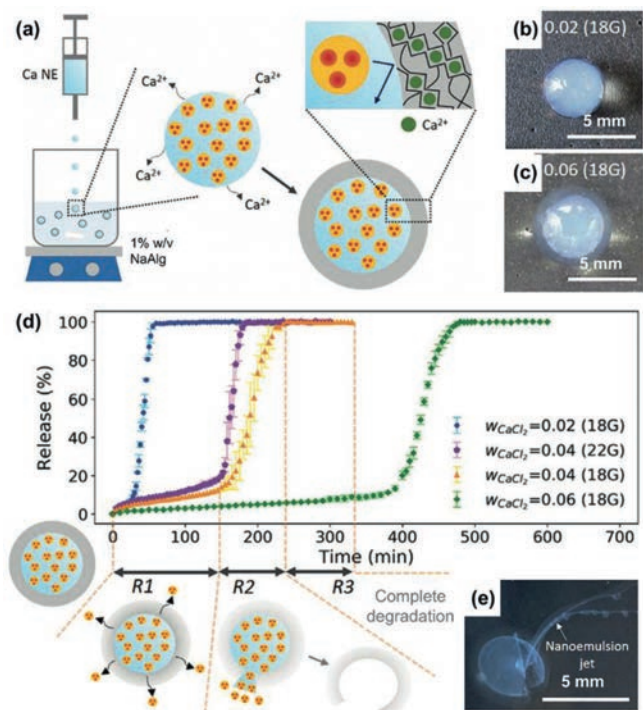 (a)
Ca NE
Ca2+
Ca2+
Ca2+
Ca2+
Ca2+
1% w/v
NaAlg
(b)
0.02 (18G)
5 mm
(c)
0.06 (18G)
5 mm
(d)
Release (%)
100
80
60
40
20
0
wCaCl2=0.02 (18G)
wCaCl2=0.04 (22G)
wCaCl2=0.04 (18G)
wCaCl2=0.06 (18G)
0 100 200 300 400 500 600 700
Time (min)
R1 R2 R3
Complete
degradation
(e)
Nanoemulsion
jet
5 mm